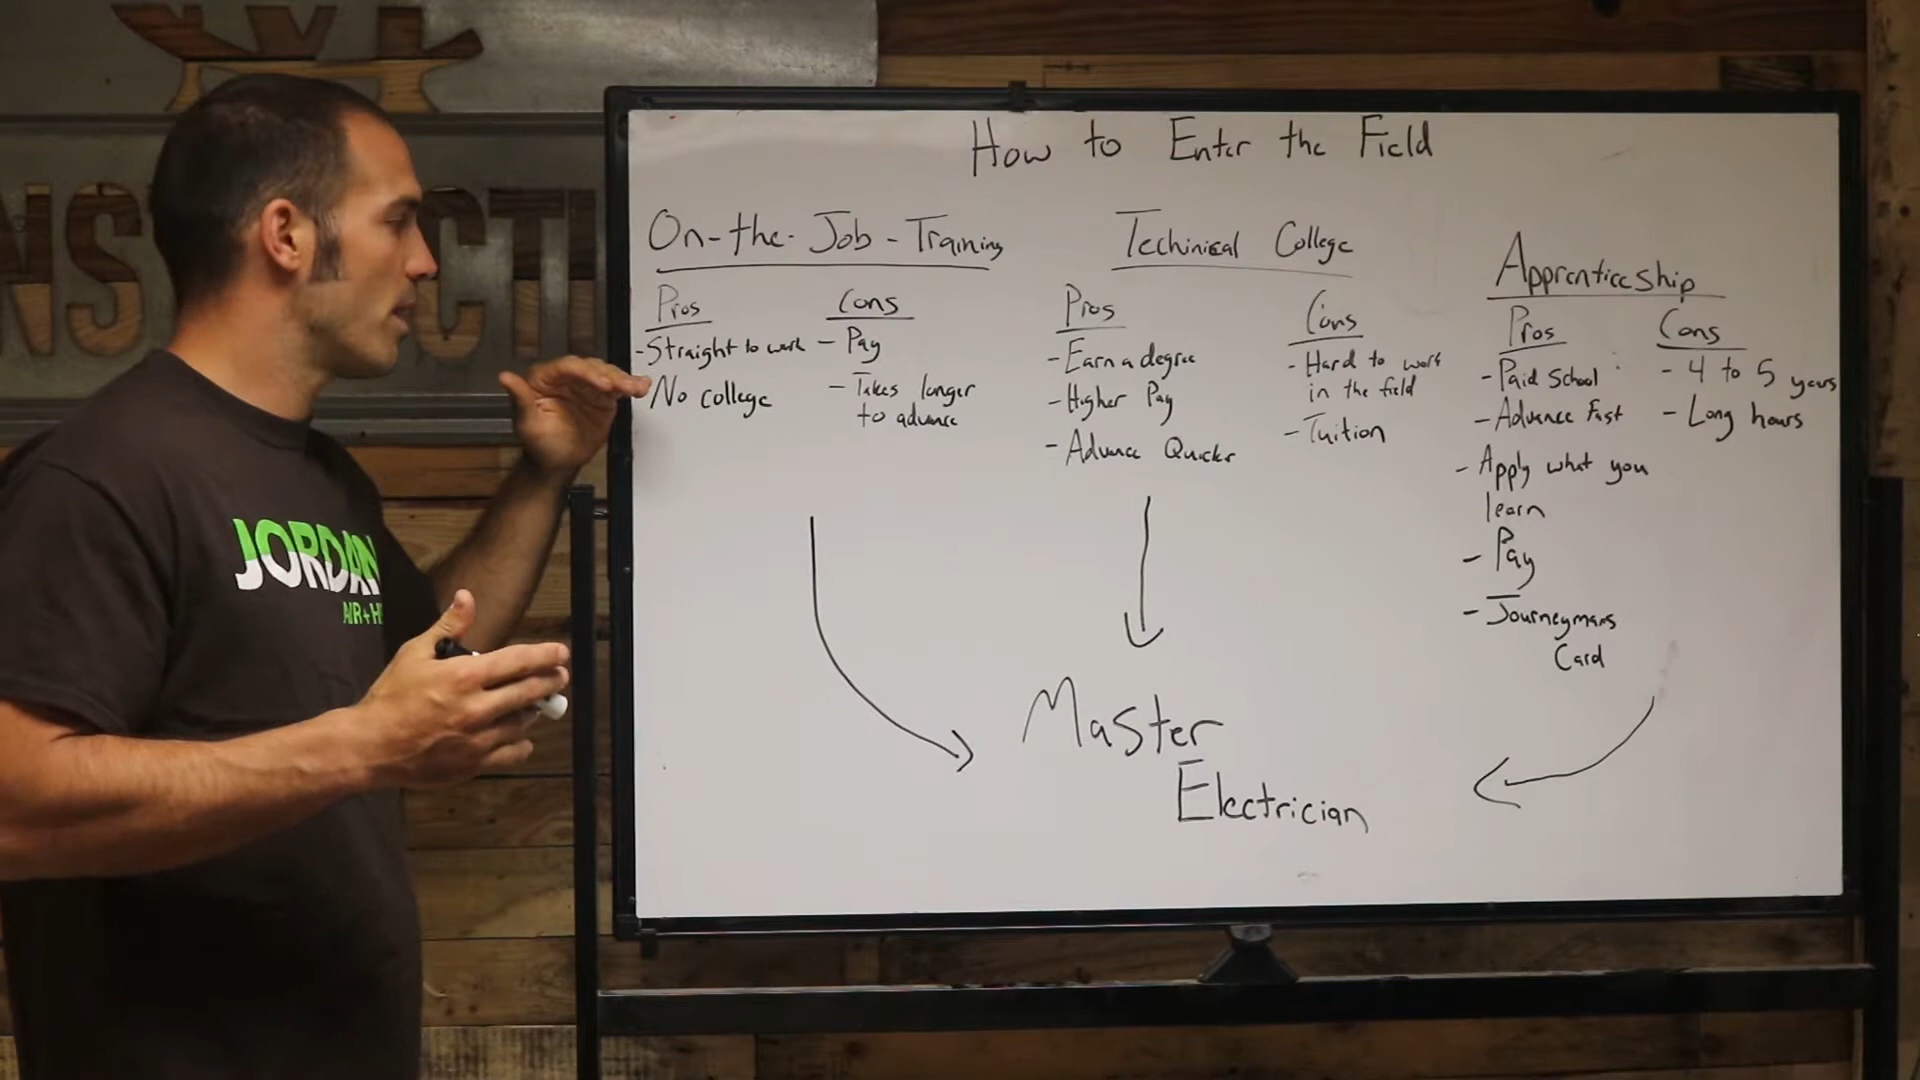 How to Enter the Field
On-the-Job-Training
Pros
-Straight to work
-No college
Cons
- Pay
- Takes longer
to advance
Techinical College
Pros
-Earn a degree
-Higher Pay
- Advance Quicker
Cons
-Hard to work
in the field
-Tuition
Apprenticeship
Pros
-Paid School
-Advance Fast
- Apply what you
learn
- Pay
- Journeymans
Card
Cons
- 4 to 5 years
- Long hours
Master
Electrician
JORDAN
AIR+H